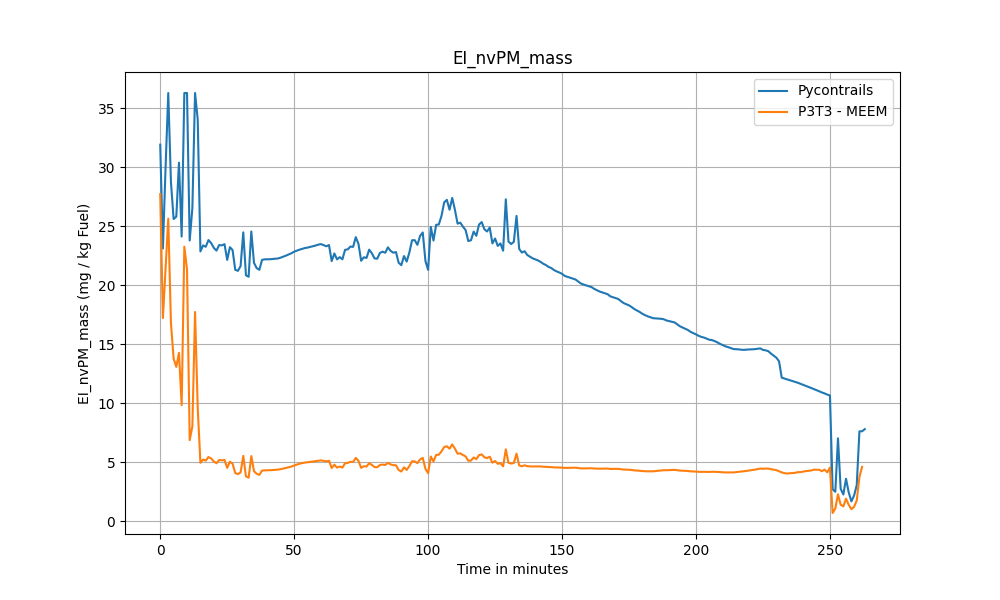 EI_nvPM_mass
Pycontrails
P3T3 - MEEM
EI_nvPM_mass (mg / kg Fuel)
35
30
25
20
15
10
5
0
0 50 100 150 200 250
Time in minutes